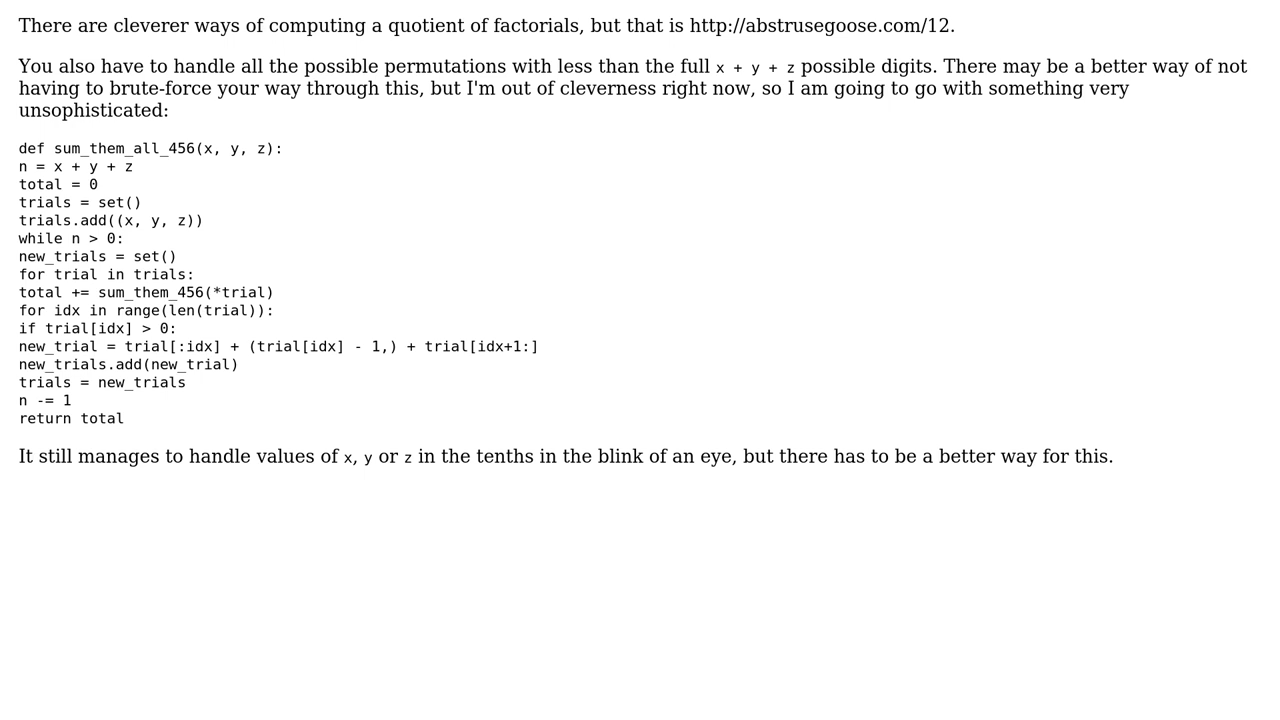 There are cleverer ways of computing a quotient of factorials, but that is http://abstrusegoose.com/12.
You also have to handle all the possible permutations with less than the full x + y + z possible digits. There may be a better way of not
having to brute-force your way through this, but I'm out of cleverness right now, so I am going to go with something very
unsophisticated:
def sum_them_all_456(x, y, z):
n = x + y + z
total = 0
trials = set()
trials.add((x, y, z))
while n > 0:
new_trials = set()
for trial in trials:
total += sum_them_456(*trial)
for idx in range(len(trial)):
if trial[idx] > 0:
new_trial = trial[:idx] + (trial[idx] - 1,) + trial[idx+1:]
new_trials.add(new_trial)
trials = new_trials
n -= 1
return total
It still manages to handle values of x, y or z in the tenths in the blink of an eye, but there has to be a better way for this.